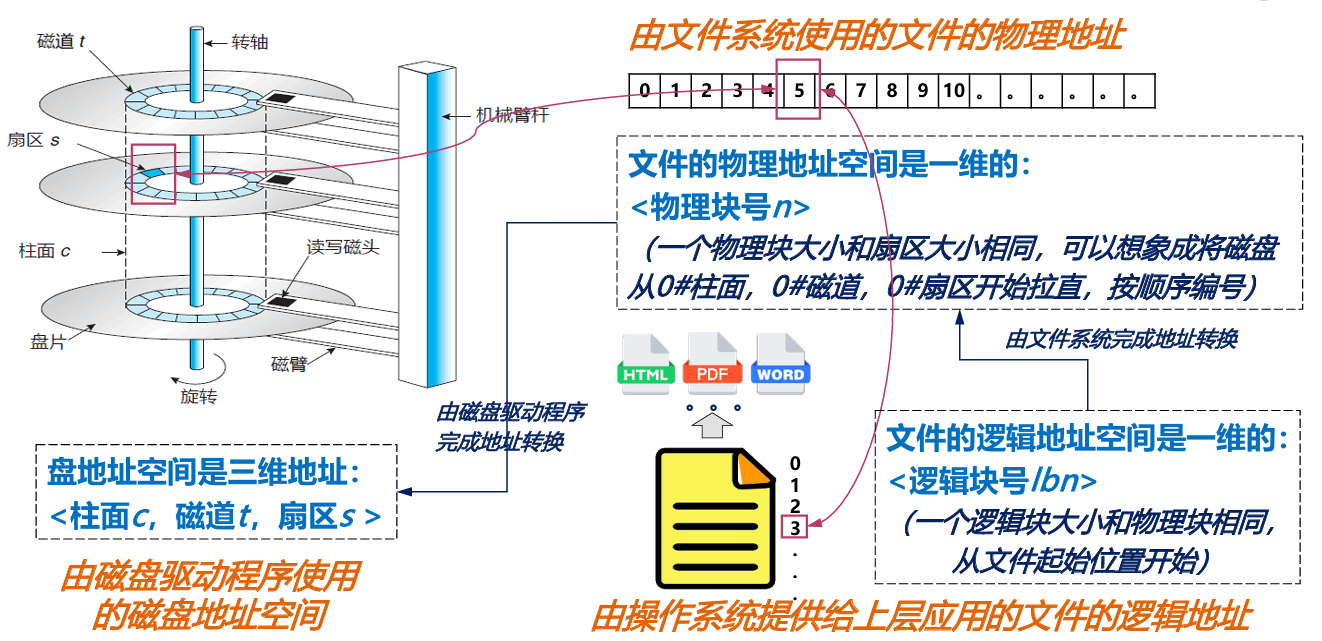 由文件系统使用的文件的物理地址
0 1 2 3 4 5 6 7 8 9 10 。 。 。 。 。 。
磁道 t
转轴
机械臂杆
扇区 s
柱面 c
读写磁头
盘片
磁臂
旋转
文件的物理地址空间是一维的：
<物理块号n>
（一个物理块大小和扇区大小相同，可以想象成将磁盘
从0#柱面，0#磁道，0#扇区开始拉直，按顺序编号）
由文件系统完成地址转换
HTML PDF WORD
。 。 。
由磁盘驱动程序
完成地址转换
盘地址空间是三维地址：
<柱面c，磁道t，扇区s >
由磁盘驱动程序使用
的磁盘地址空间
0
1
2
3
.
.
.
文件的逻辑地址空间是一维的：
<逻辑块号lbn>
（一个逻辑块大小和物理块相同，
从文件起始位置开始）
由操作系统提供给上层应用的文件的逻辑地址